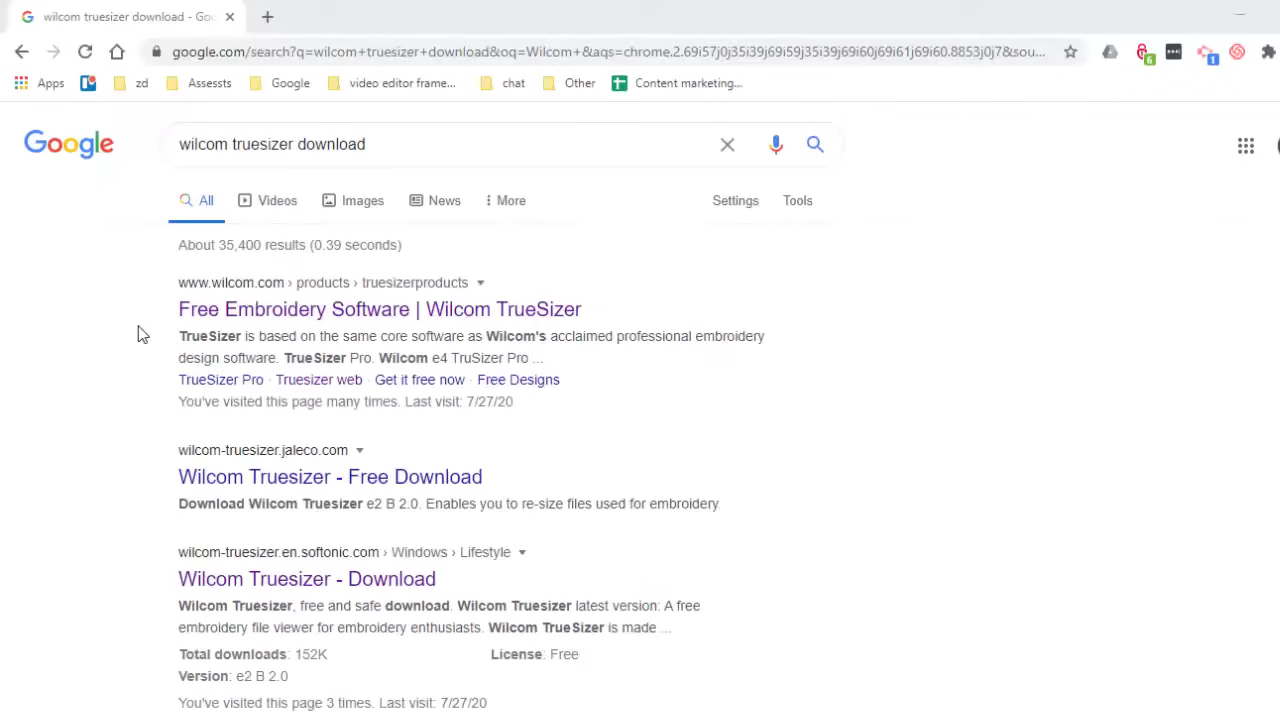 wilcom truesizer download - Goo
google.com/search?q=wilcom+truesizer+download&oq=Wilcom+&aqs=chrome.2.69i57j0j35i39j69i59j35i39j69i60j69i61j69i60.8853j0j7&sou...
Apps zd Assessts Google video editor frame... chat Other Content marketing...
Google wilcom truesizer download
All Videos Images News More Settings Tools
About 35,400 results (0.39 seconds)
www.wilcom.com › products › truesizerproducts
Free Embroidery Software | Wilcom TrueSizer
TrueSizer is based on the same core software as Wilcom's acclaimed professional embroidery
design software. TrueSizer Pro. Wilcom e4 TruSizer Pro ...
TrueSizer Pro · Truesizer web · Get it free now · Free Designs
You've visited this page many times. Last visit: 7/27/20
wilcom-truesizer.jaleco.com
Wilcom Truesizer - Free Download
Download Wilcom Truesizer e2 B 2.0. Enables you to re-size files used for embroidery
wilcom-truesizer.en.softonic.com › Windows › Lifestyle
Wilcom Truesizer - Download
Wilcom Truesizer, free and safe download. Wilcom Truesizer latest version: A free
embroidery file viewer for embroidery enthusiasts. Wilcom TrueSizer is made ...
Total downloads: 152K License: Free
Version: e2 B 2.0
You've visited this page 3 times. Last visit: 7/27/20